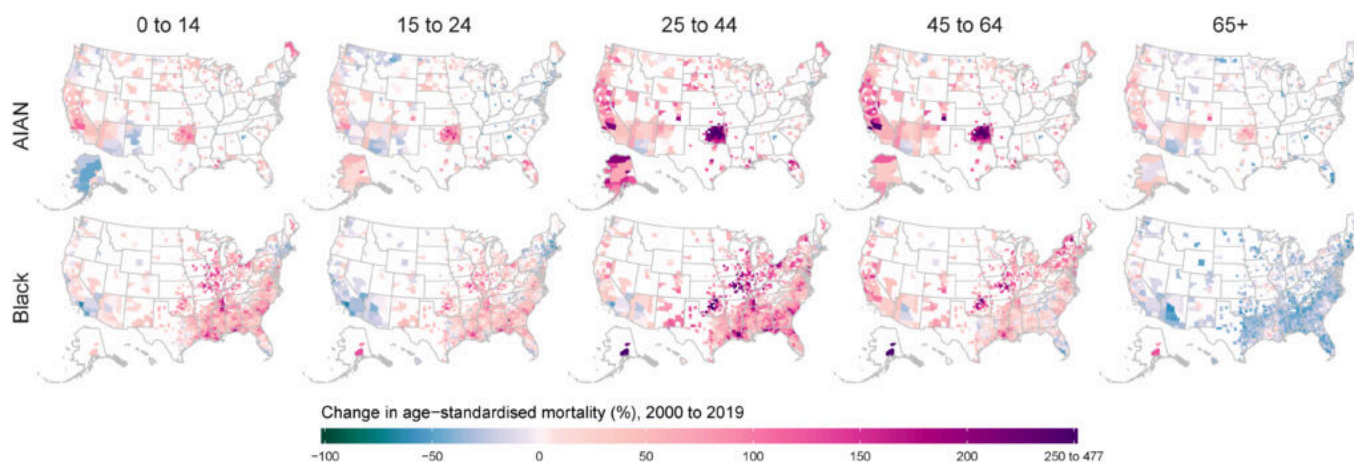 0 to 14 15 to 24 25 to 44 45 to 64 65+
AIAN
Black
Change in age−standardised mortality (%), 2000 to 2019
−100 −50 0 50 100 150 200 250 to 477